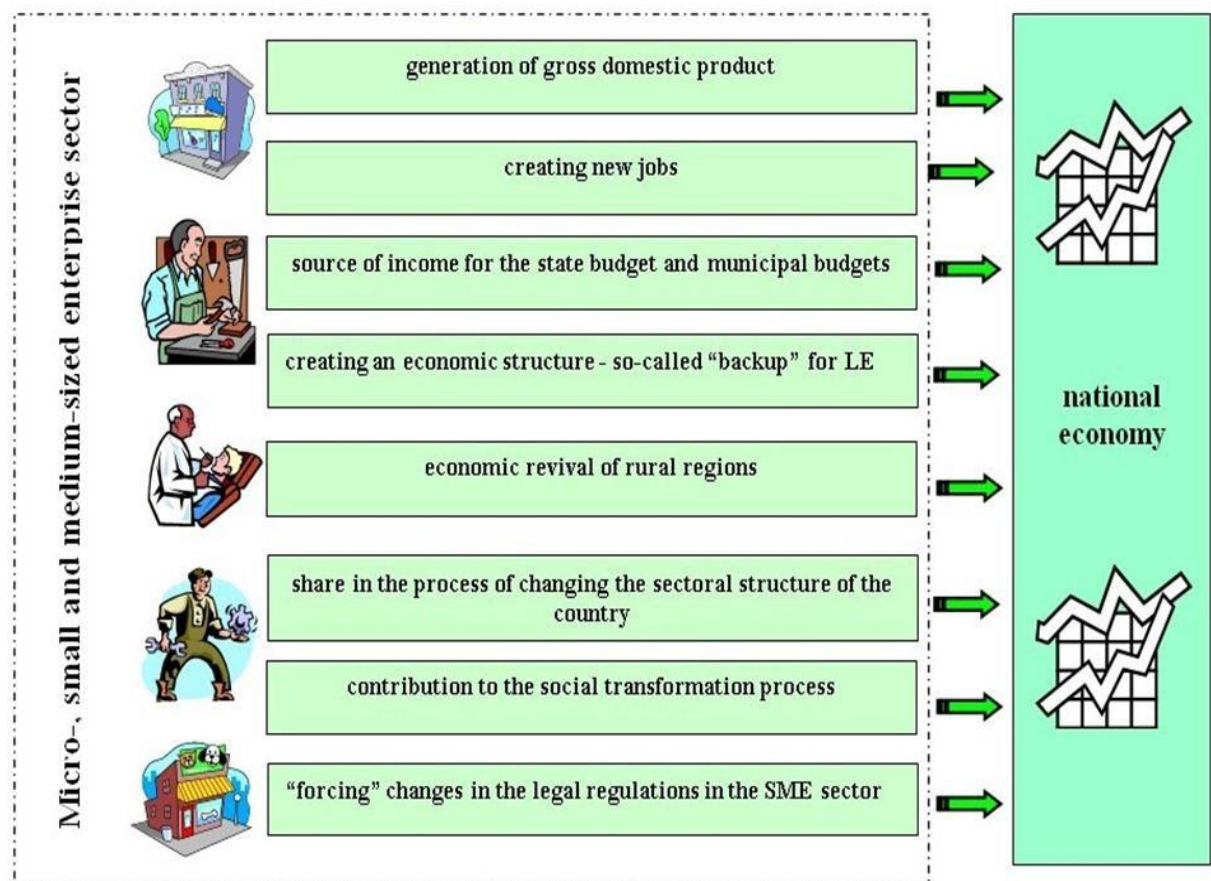 Micro-, small and medium-sized enterprise sector
generation of gross domestic product
creating new jobs
source of income for the state budget and municipal budgets
creating an economic structure - so-called “backup” for LE
economic revival of rural regions
share in the process of changing the sectoral structure of the
country
contribution to the social transformation process
“forcing” changes in the legal regulations in the SME sector
national
economy